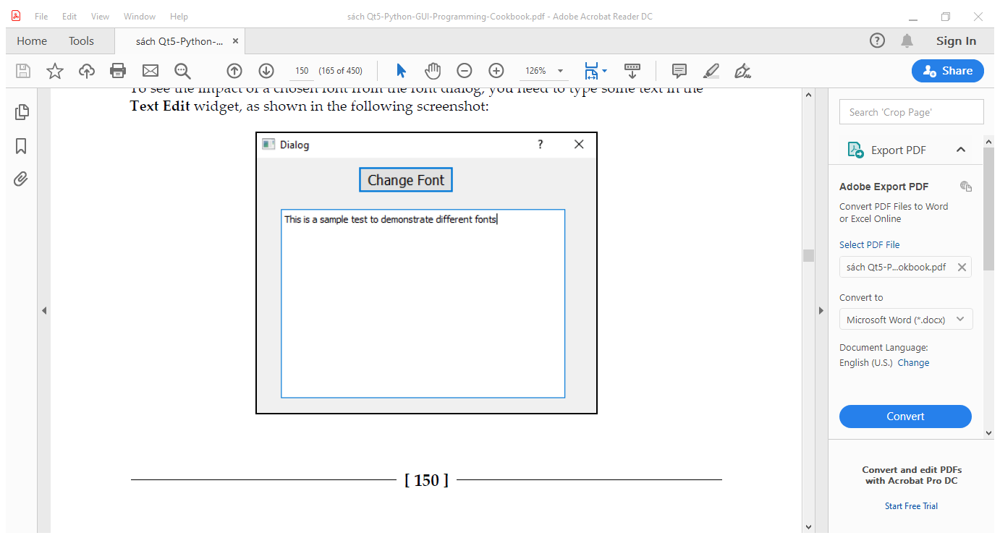 File Edit View Window Help
sách Qt5-Python-GUI-Programming-Cookbook.pdf - Adobe Acrobat Reader DC
Home Tools sách Qt5-Python-... × ? Sign In
150 (165 of 450) 126% Share
To see the impact of a chosen font from the font dialog, you need to type some text in the
Text Edit widget, as shown in the following screenshot:
Dialog ?
Change Font
This is a sample test to demonstrate different fonts
[ 150 ]
Search 'Crop Page'
Export PDF
Adobe Export PDF
Convert PDF Files to Word
or Excel Online
Select PDF File
sách Qt5-P...okbook.pdf
Convert to
Microsoft Word (*.docx)
Document Language:
English (U.S.) Change
Convert
Convert and edit PDFs
with Acrobat Pro DC
Start Free Trial